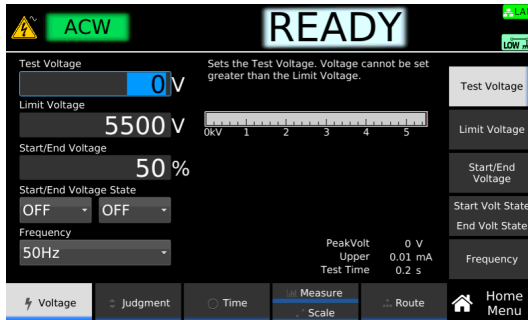 ACW
READY
LA
LOW
Test Voltage
0 V
Limit Voltage
5500 V
Start/End Voltage
50 %
Start/End Voltage State
OFF OFF
Frequency
50Hz
Sets the Test Voltage. Voltage cannot be set
greater than the Limit Voltage.
0kV 1 2 3 4 5
PeakVolt 0 V
Upper 0.01 mA
Test Time 0.2 s
Test Voltage
Limit Voltage
Start/End
Voltage
Start Volt State
End Volt State
Frequency
Voltage
Judgment
Time
Measure
Scale
Route
Home
Menu